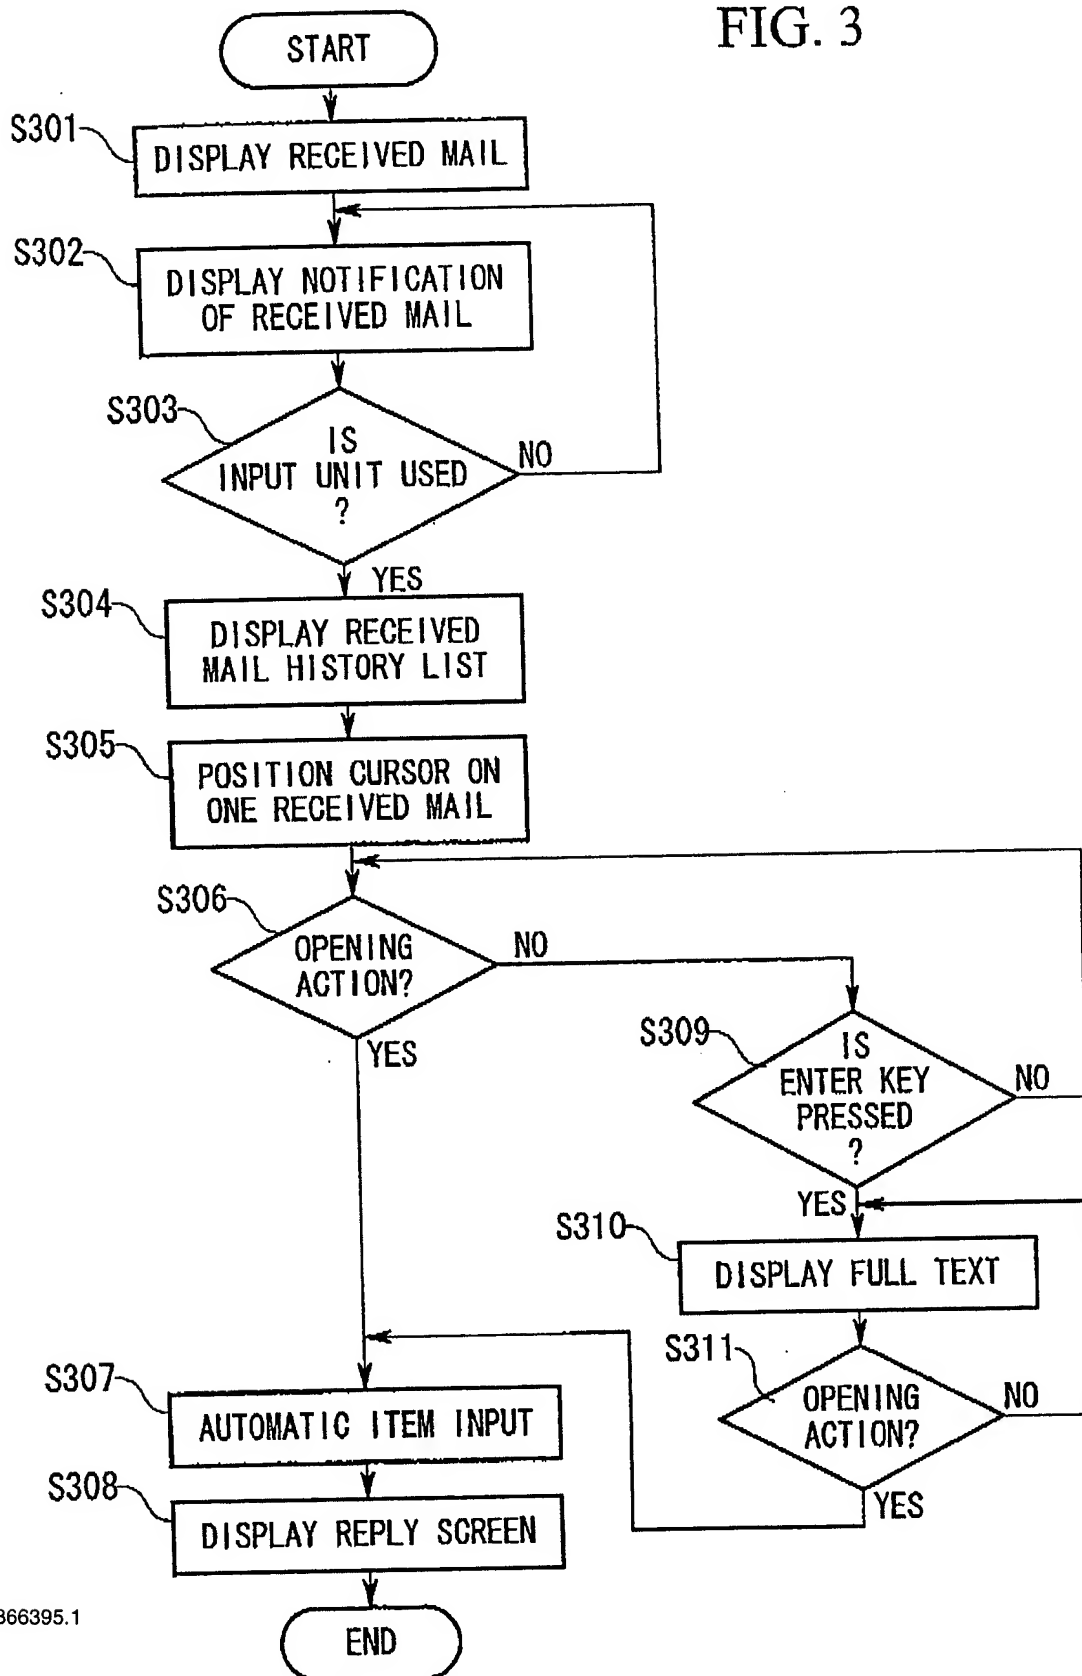 FIG. 3
START
S301
DISPLAY RECEIVED MAIL
S302
DISPLAY NOTIFICATION
OF RECEIVED MAIL
S303
IS
INPUT UNIT USED
?
NO
YES
S304
DISPLAY RECEIVED
MAIL HISTORY LIST
S305
POSITION CURSOR ON
ONE RECEIVED MAIL
S306
OPENING
ACTION?
NO
YES
S309
IS
ENTER KEY
PRESSED
?
NO
YES
S310
DISPLAY FULL TEXT
S311
OPENING
ACTION?
NO
YES
S307
AUTOMATIC ITEM INPUT
S308
DISPLAY REPLY SCREEN
END
366395.1